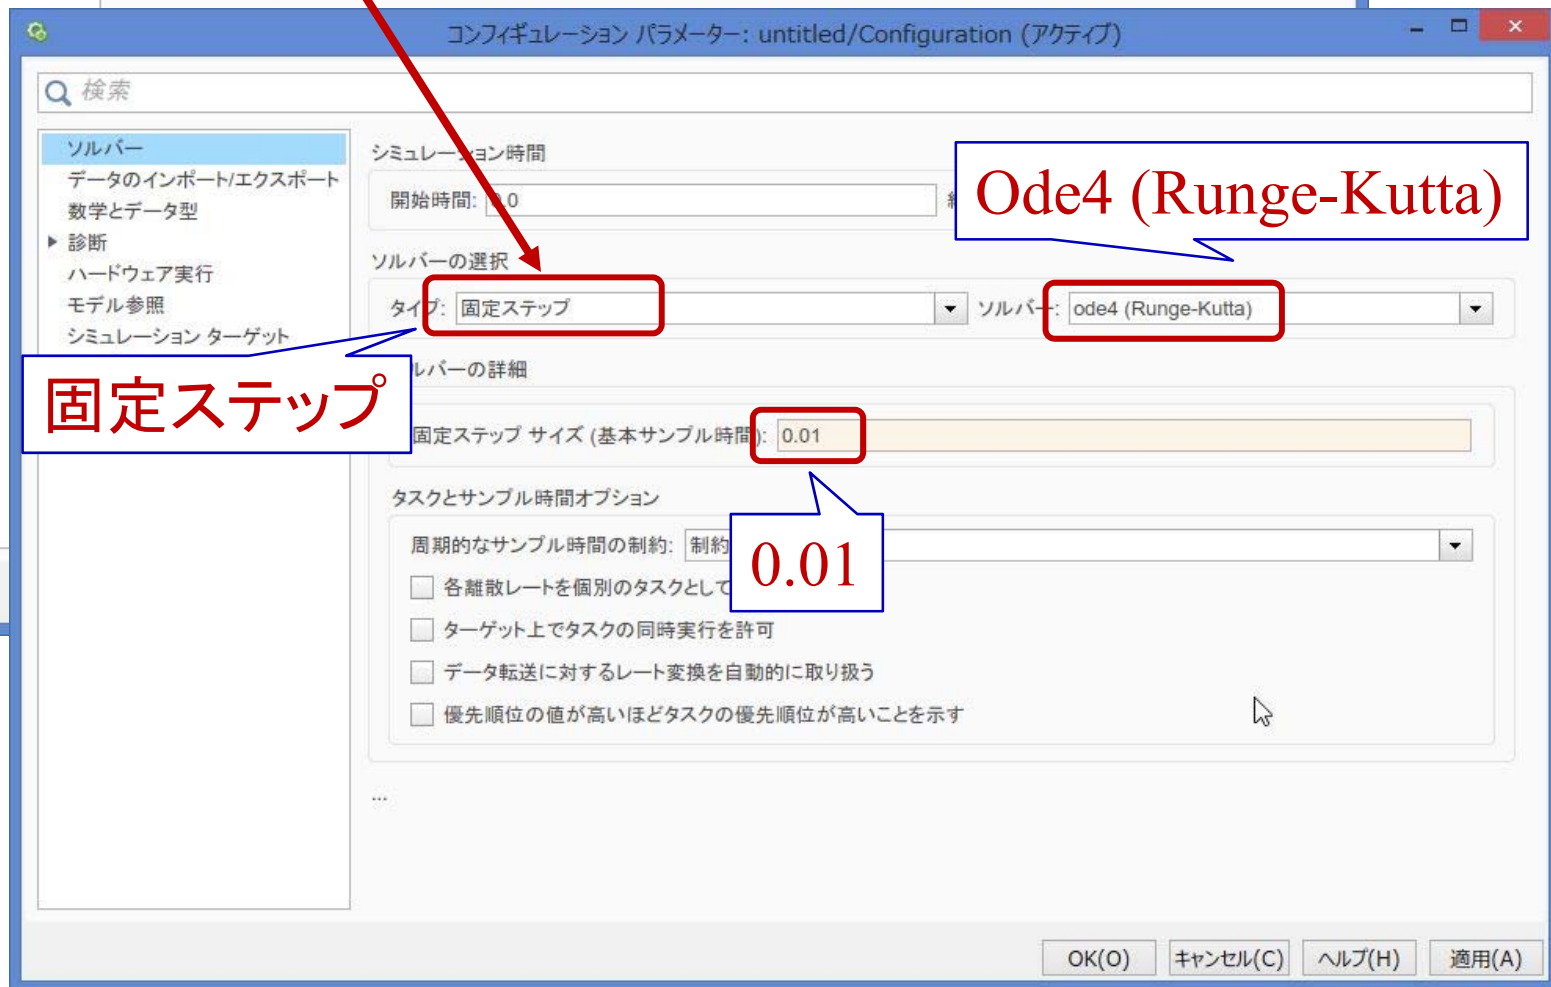 コンフィギュレーション パラメーター: untitled/Configuration (アクティブ)
検索
ソルバー
データのインポート/エクスポート
数学とデータ型
診断
ハードウェア実行
モデル参照
シミュレーション ターゲット
シミュレーション時間
開始時間: 0.0
Ode4 (Runge-Kutta)
ソルバーの選択
タイプ: 固定ステップ
ソルバー: ode4 (Runge-Kutta)
固定ステップ
ルバーの詳細
固定ステップ サイズ (基本サンプル時間): 0.01
タスクとサンプル時間オプション
周期的なサンプル時間の制約: 制約
0.01
各離散レートを個別のタスクとして
ターゲット上でタスクの同時実行を許可
データ転送に対するレート変換を自動的に取り扱う
優先順位の値が高いほどタスクの優先順位が高いことを示す
...
OK(O) キャンセル(C) ヘルプ(H) 適用(A)